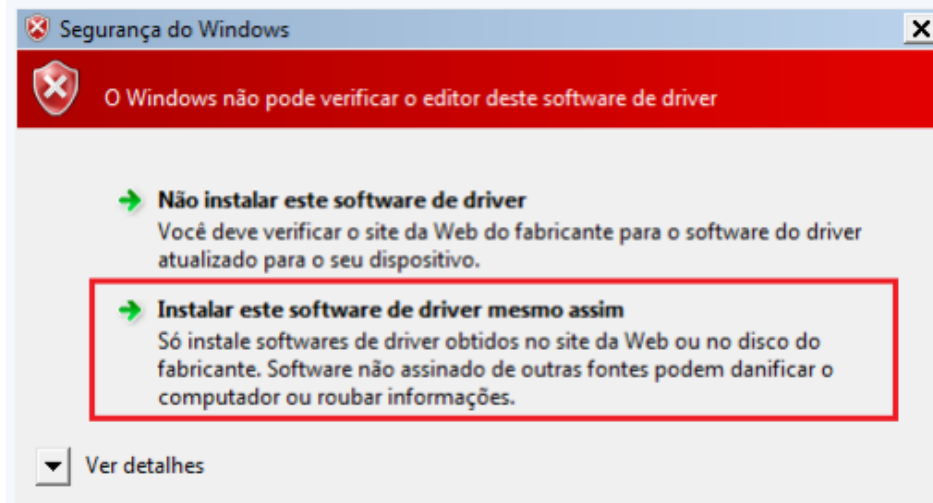 Segurança do Windows
O Windows não pode verificar o editor deste software de driver
Não instalar este software de driver
Você deve verificar o site da Web do fabricante para o software do driver
atualizado para o seu dispositivo.
Instalar este software de driver mesmo assim
Só instale softwares de driver obtidos no site da Web ou no disco do
fabricante. Software não assinado de outras fontes podem danificar o
computador ou roubar informações.
Ver detalhes